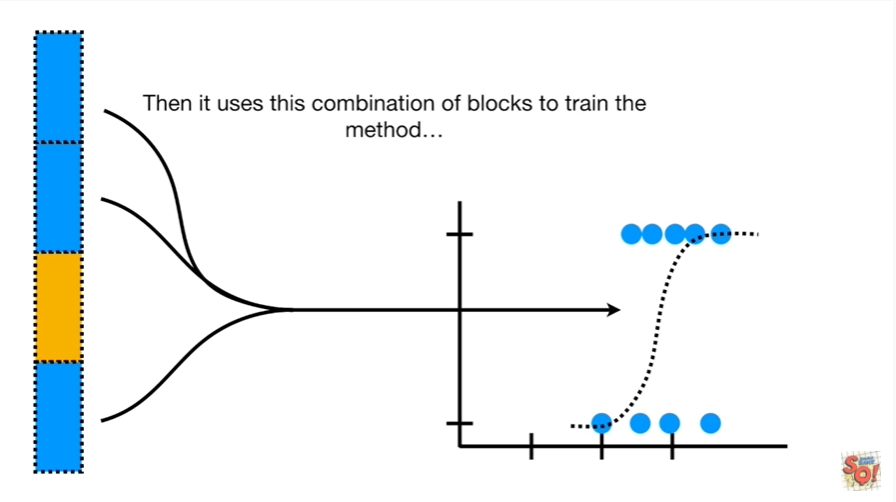 Then it uses this combination of blocks to train the
method…